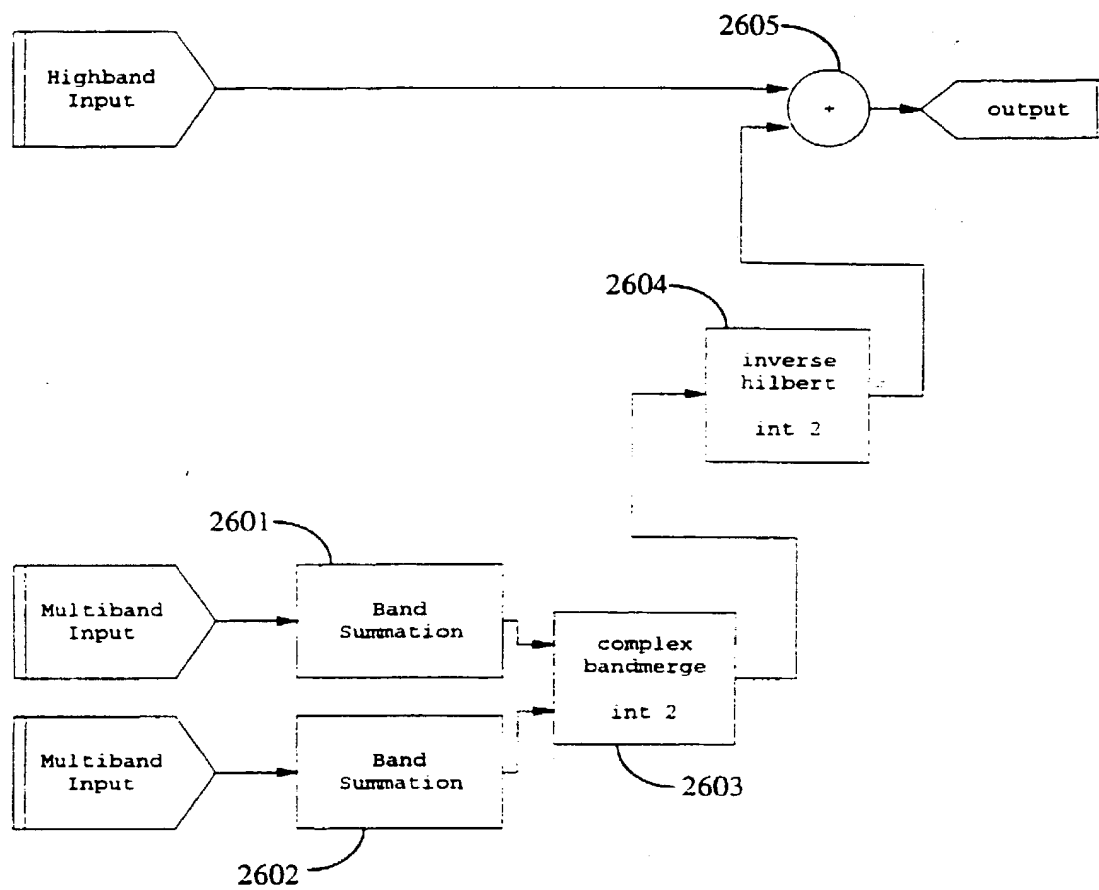 2605
Highband
Input
+
output
2604
inverse
hilbert
int 2
2601
Multiband
Input
Band
Summation
complex
bandmerge
int 2
Multiband
Input
Band
Summation
2603
2602